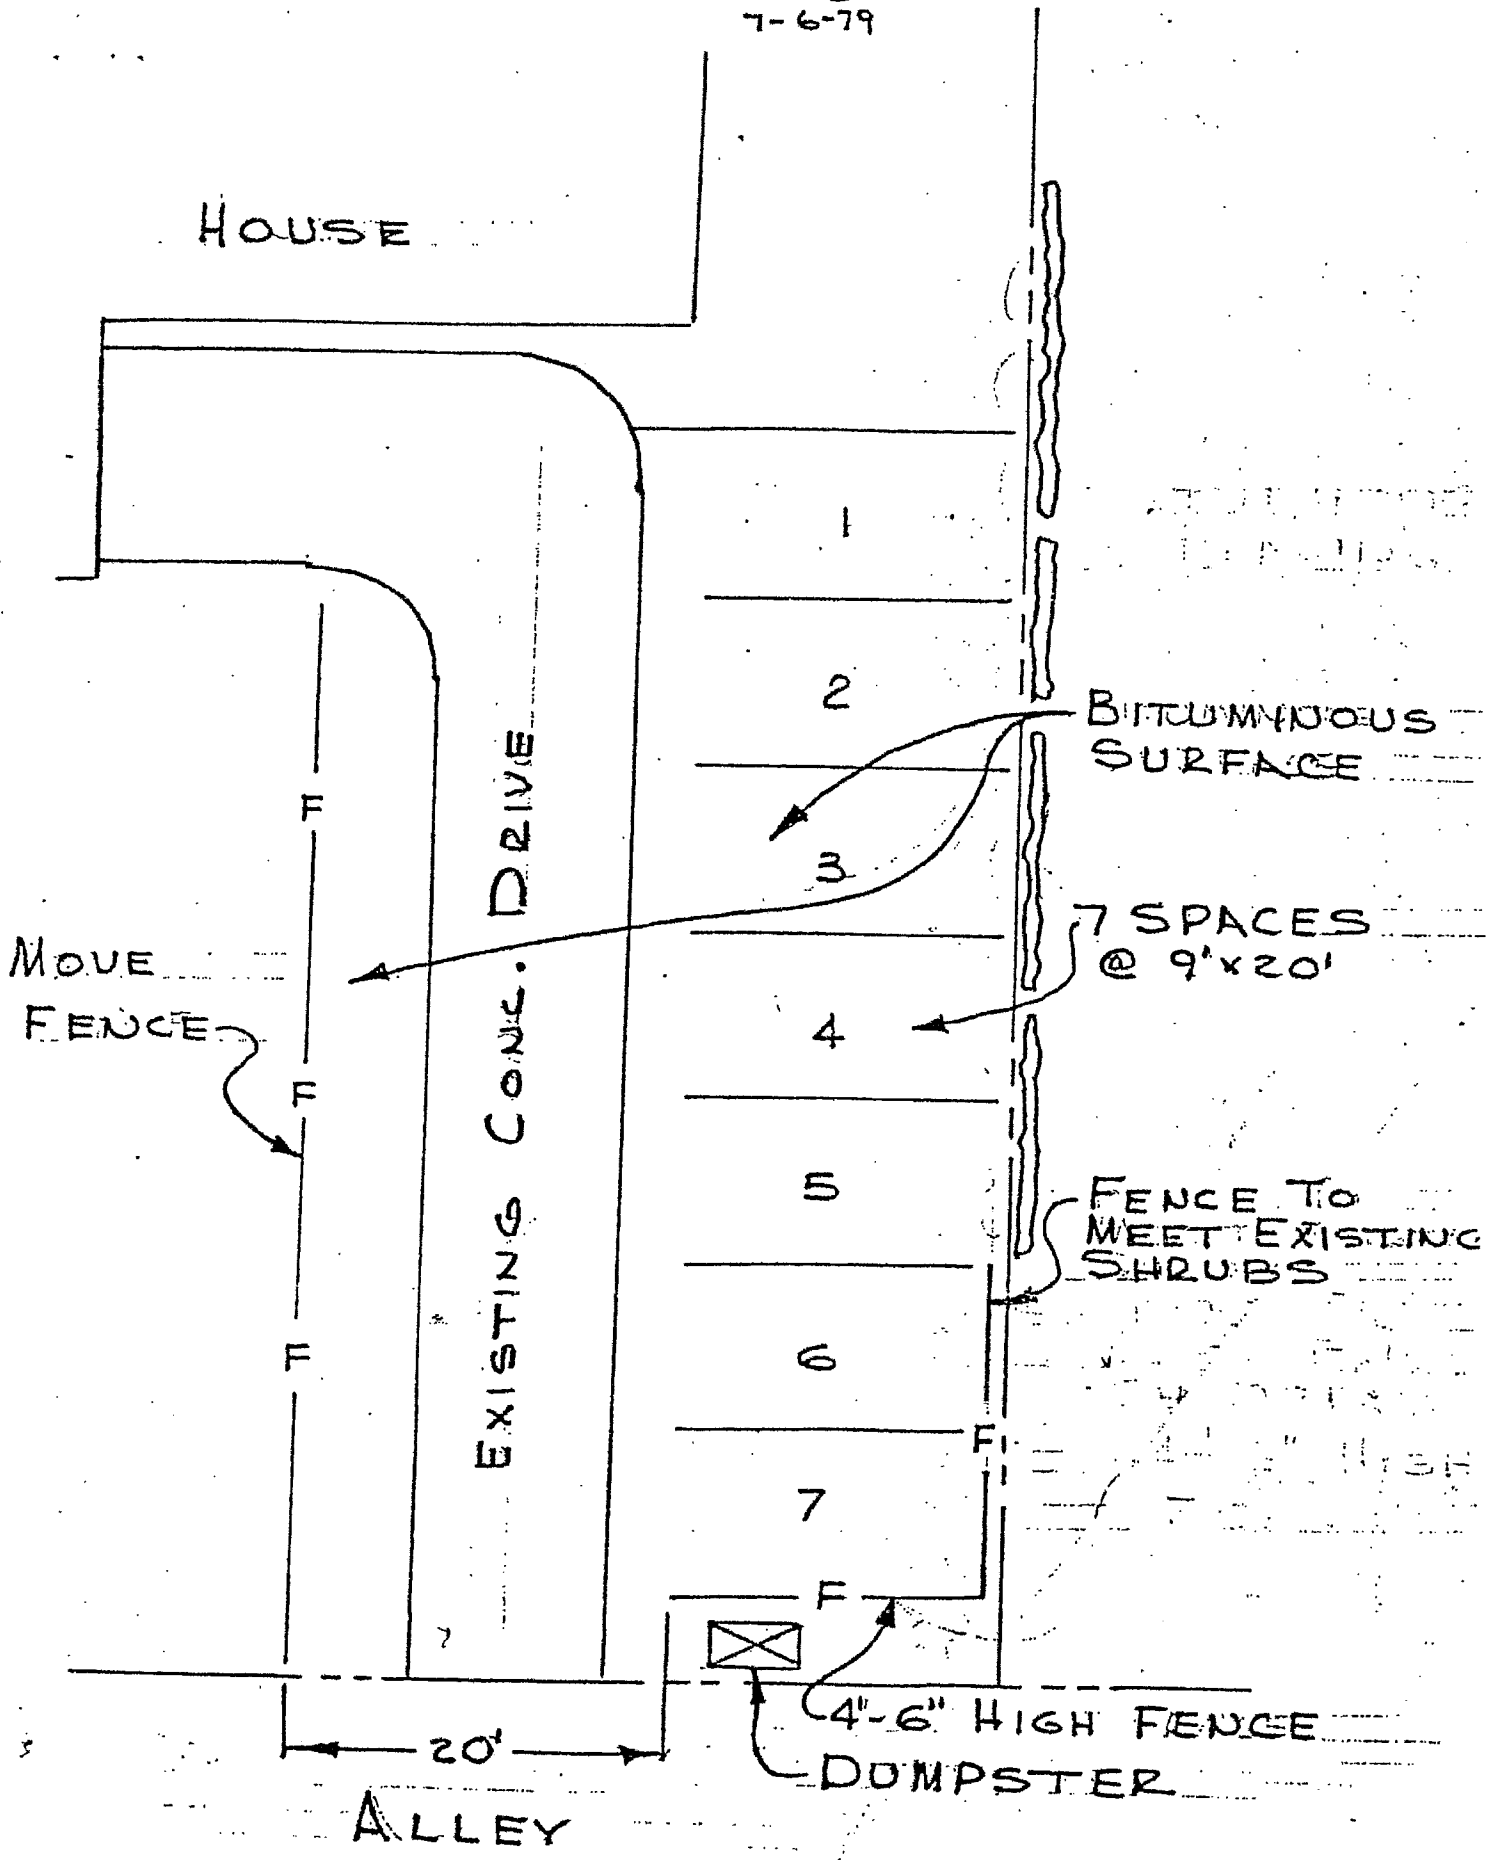 7-6-79
HOUSE
1
2
BITUMINOUS
SURFACE
F
EXISTING CONC. DRIVE
3
7 SPACES
@ 9'x20'
MOVE
FENCE
4
F
5
FENCE TO
MEET EXISTING
SHRUBS
6
F
F
7
F
4"-6" HIGH FENCE
20'
DUMPSTER
ALLEY